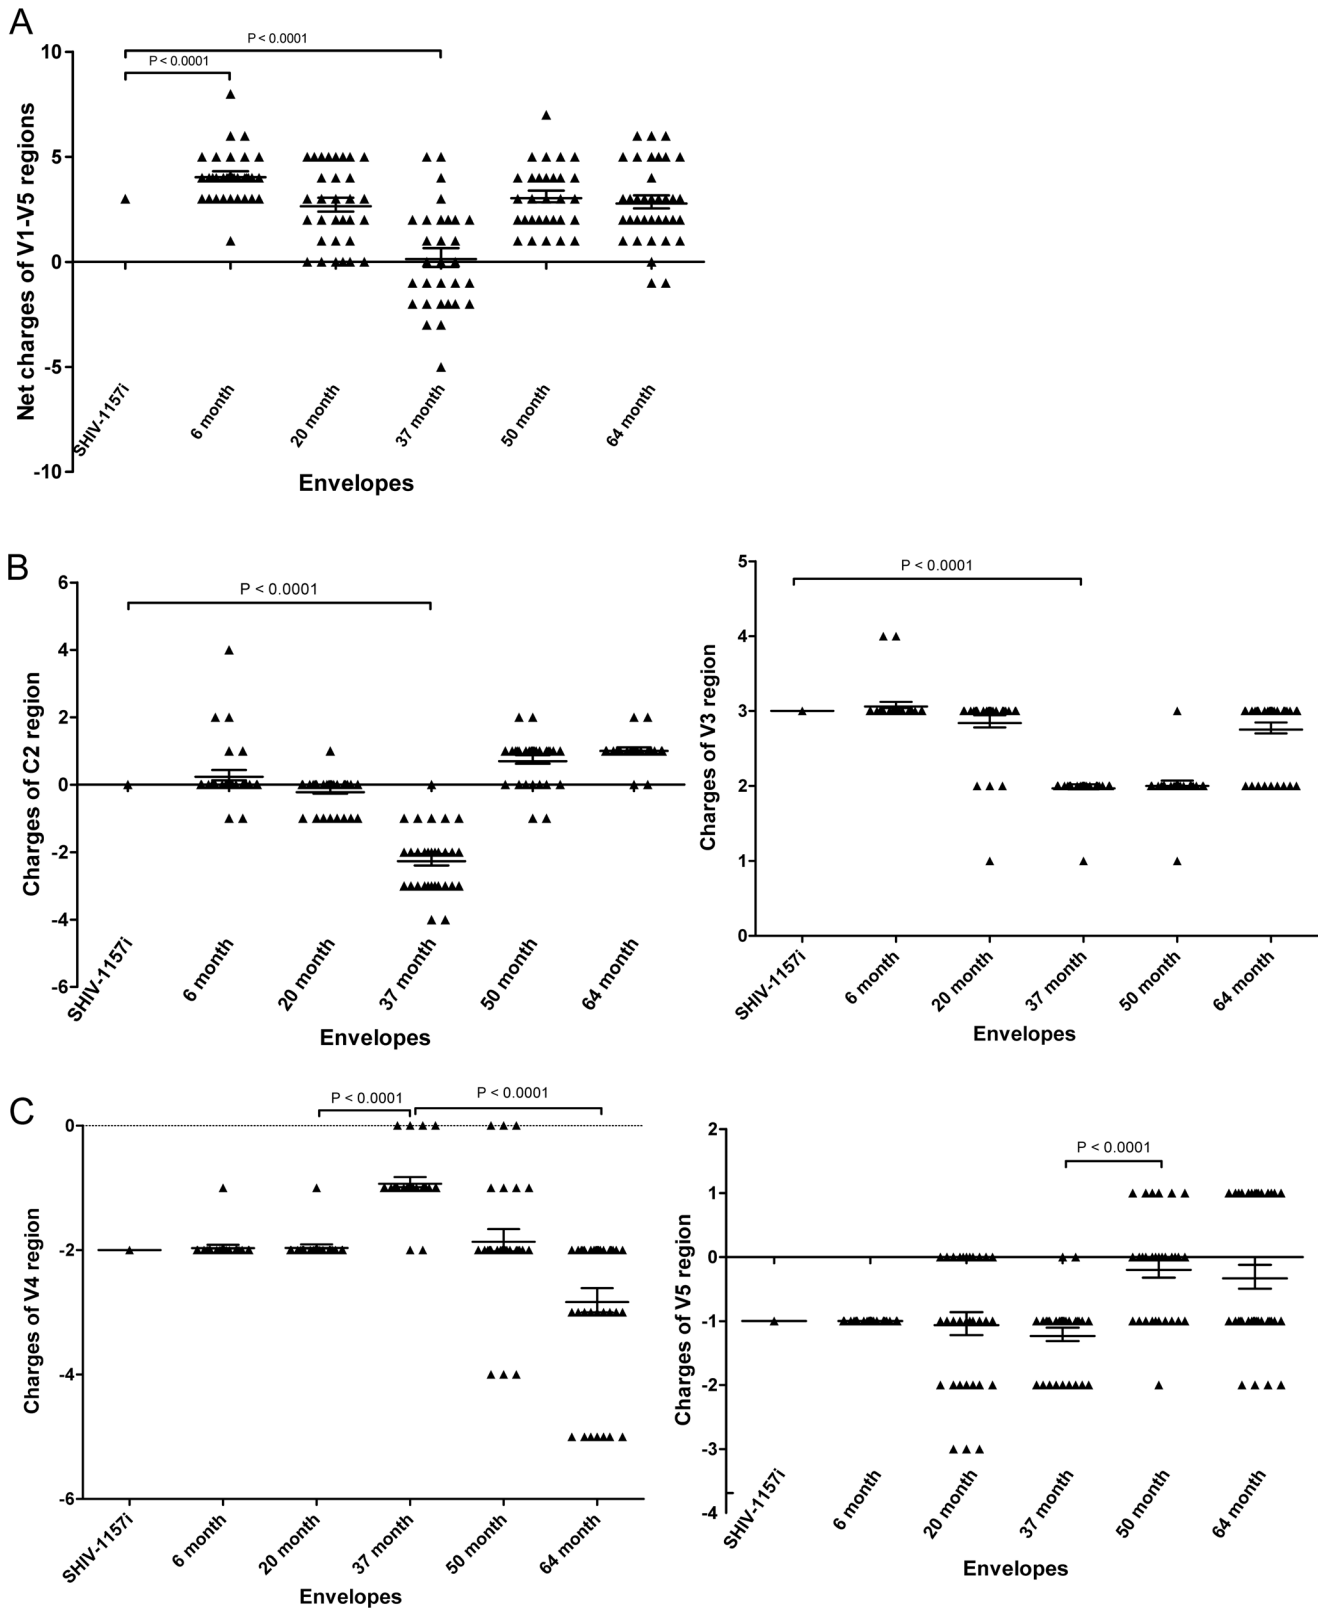 A
P < 0.0001
P < 0.0001
Net charges of V1-V5 regions
10
5
0
-5
-10
SHIV-1157i
6 month
20 month
37 month
50 month
64 month
Envelopes
B
P < 0.0001
Charges of C2 region
6
4
2
0
-2
-4
-6
SHIV-1157i
6 month
20 month
37 month
50 month
64 month
Envelopes
P < 0.0001
Charges of V3 region
5
4
3
2
1
0
SHIV-1157i
6 month
20 month
37 month
50 month
64 month
Envelopes
C
P < 0.0001
P < 0.0001
Charges of V4 region
0
-2
-4
-6
SHIV-1157i
6 month
20 month
37 month
50 month
64 month
Envelopes
P < 0.0001
Charges of V5 region
2
1
0
-1
-2
-3
-4
SHIV-1157i
6 month
20 month
37 month
50 month
64 month
Envelopes